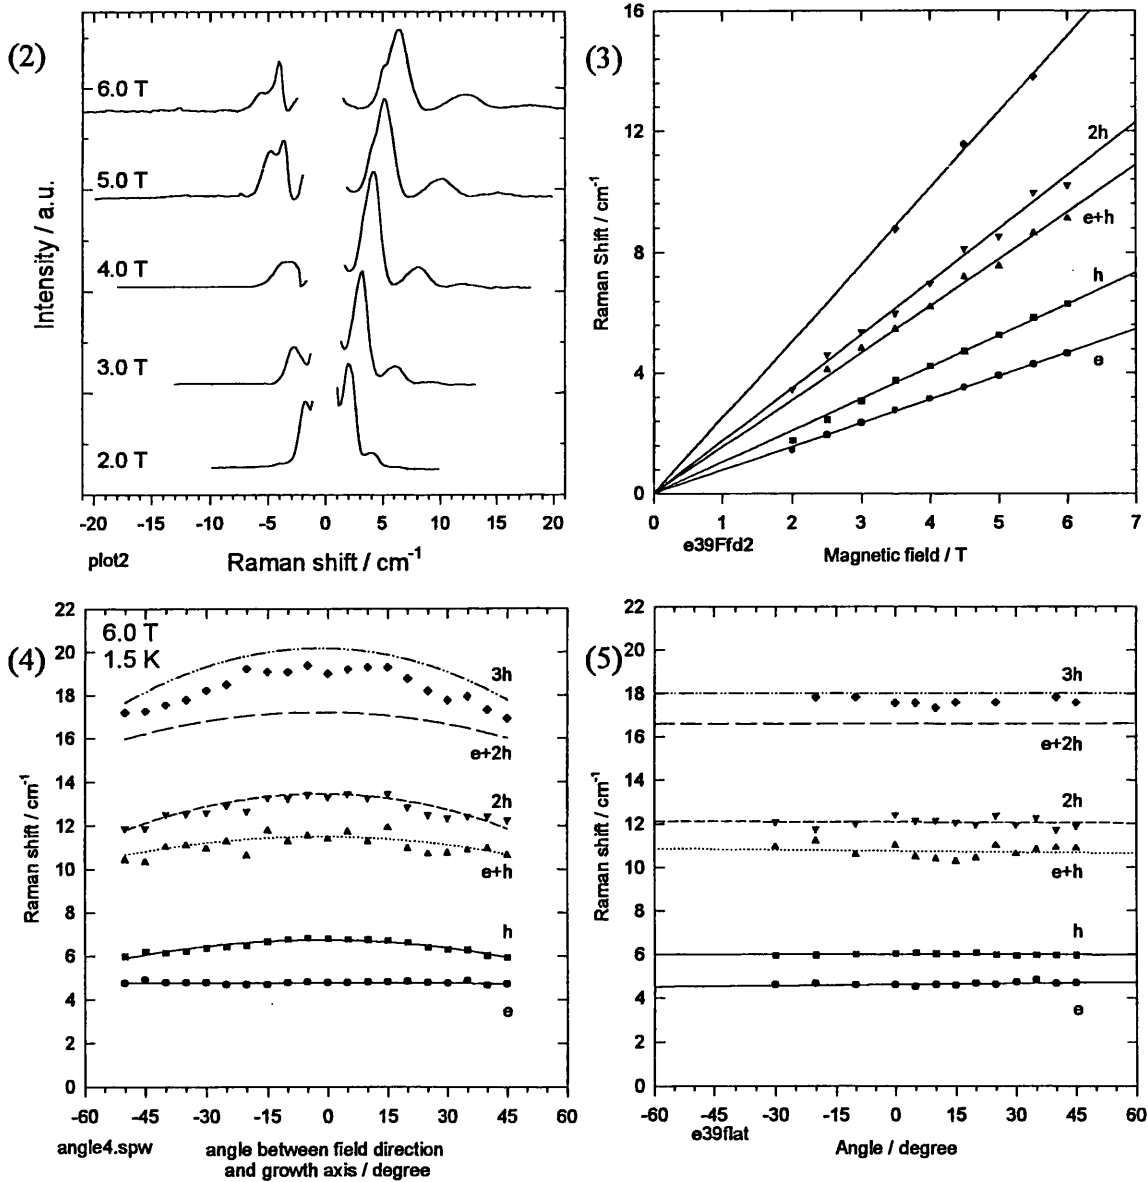 (2)
6.0 T
5.0 T
4.0 T
3.0 T
2.0 T
Intensity / a.u.
-20 -15 -10 -5 0 5 10 15 20
plot2
Raman shift / cm-1
(3)
16
12
8
4
0
Raman Shift / cm-1
2h
e+h
h
e
0 1 2 3 4 5 6 7
e39Ffd2
Magnetic field / T
(4)
22
20
18
16
14
12
10
8
6
4
2
0
Raman shift / cm-1
6.0 T
1.5 K
3h
e+2h
2h
e+h
h
e
-60 -45 -30 -15 0 15 30 45 60
angle4.spw
angle between field direction
and growth axis / degree
(5)
22
20
18
16
14
12
10
8
6
4
2
0
Raman shift / cm-1
3h
e+2h
2h
e+h
h
e
-60 -45 -30 -15 0 15 30 45 60
e39flat
Angle / degree